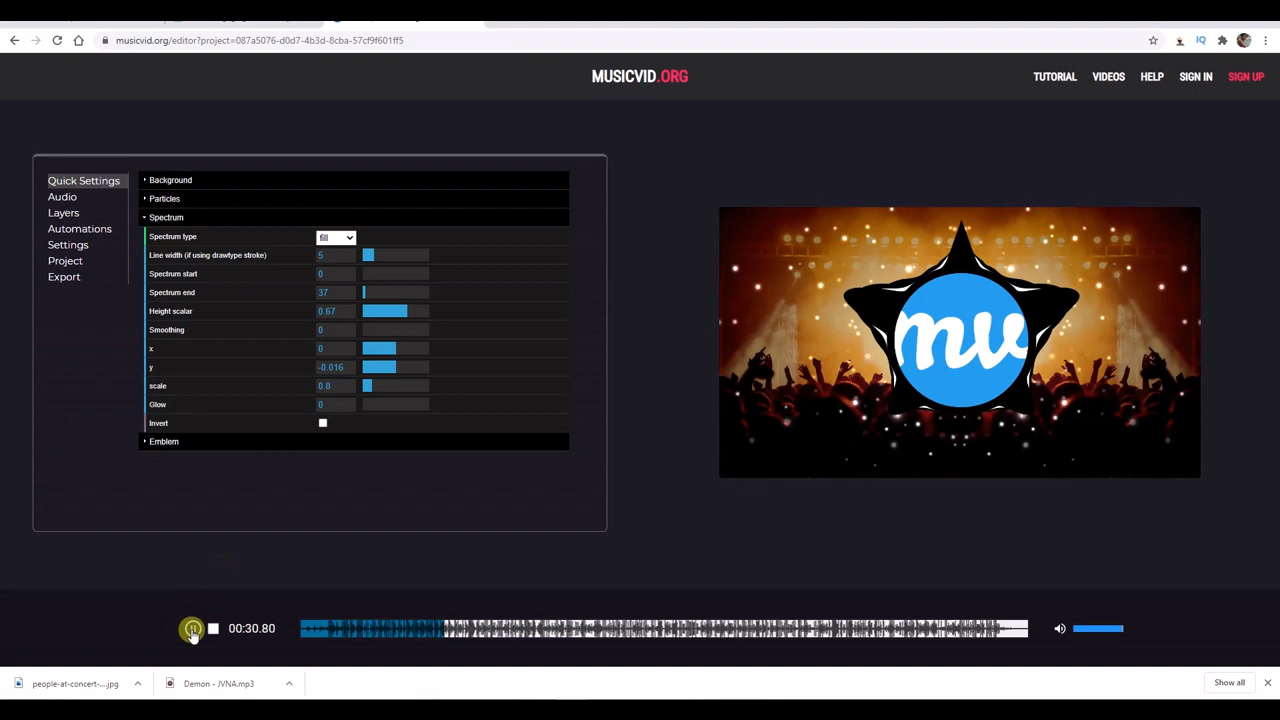 musicvid.org/editor?project=087a5076-d0d7-4b3d-8cba-57cf9f601ff5
IQ
MUSICVID.ORG
TUTORIAL
VIDEOS
HELP
SIGN IN
SIGN UP
Quick Settings
Audio
Layers
Automations
Settings
Project
Export
Background
Particles
Spectrum
Spectrum type fill
Line width (if using drawtype stroke) 5
Spectrum start 0
Spectrum end 37
Height scalar 0.67
Smoothing 0
x 0
y -0.016
scale 0.8
Glow 0
Invert
Emblem
mv
00:30.80
people-at-concert-....jpg
Demon - JVNA.mp3
Show all